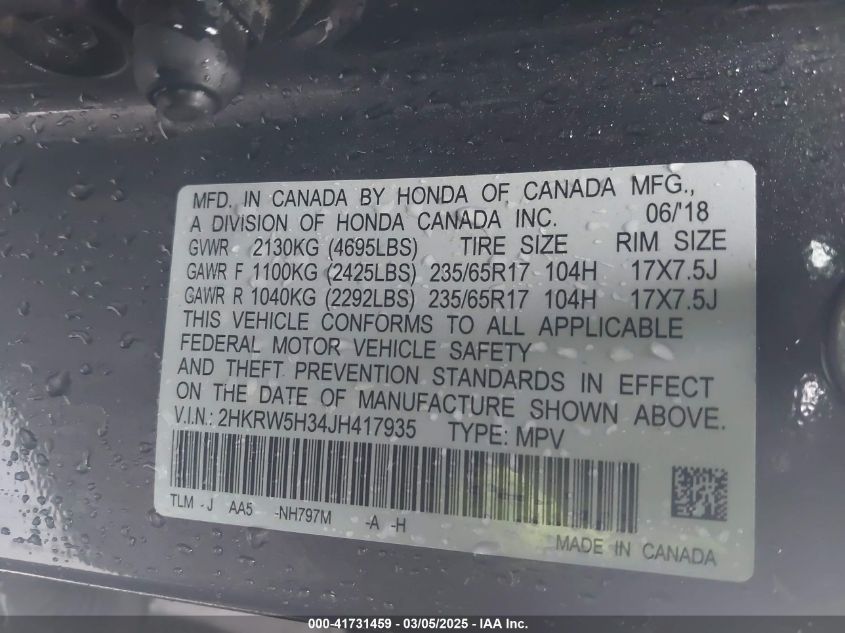 MFD. IN CANADA BY HONDA OF CANADA MFG.,
A DIVISION OF HONDA CANADA INC. 06/'18
GVWR 2130KG (4695LBS) TIRE SIZE RIM SIZE
GAWR F 1100KG (2425LBS) 235/65R17 104H 17X7.5J
GAWR R 1040KG (2292LBS) 235/65R17 104H 17X7.5J
THIS VEHICLE CONFORMS TO ALL APPLICABLE
FEDERAL MOTOR VEHICLE SAFETY
AND THEFT PREVENTION STANDARDS IN EFFECT
ON THE DATE OF MANUFACTURE SHOWN ABOVE.
V.I.N.: 2HKRW5H34JH417935 TYPE: MPV
TLM -J AA5 -NH797M -A -H
MADE IN CANADA
000-41731459 — 03/05/2025 — IAA Inc.